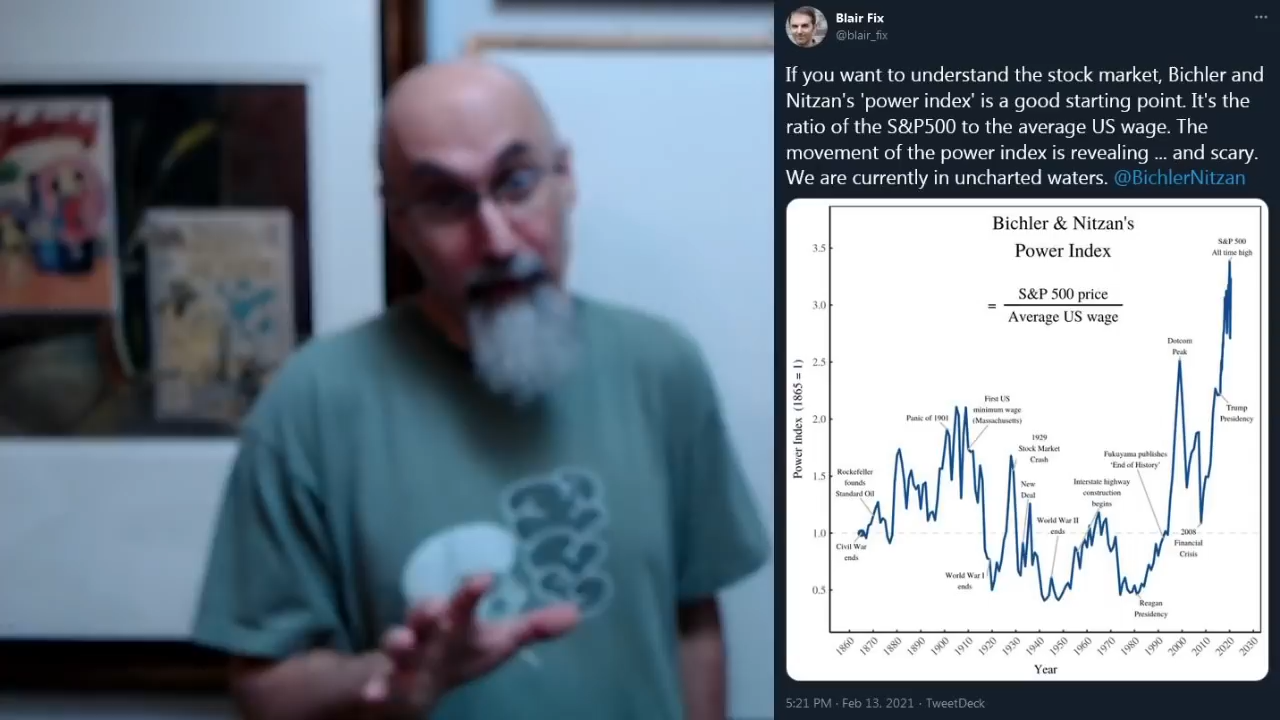 Blair Fix
@blair_fix
If you want to understand the stock market, Bichler and
Nitzan's 'power index' is a good starting point. It's the
ratio of the S&P500 to the average US wage. The
movement of the power index is revealing ... and scary.
We are currently in uncharted waters. @BichlerNitzan
Bichler & Nitzan's
Power Index
= S&P 500 price
Average US wage
S&P 500
All time high
Dotcom
Peak
Trump
Presidency
First US
minimum wage
(Massachusetts)
Panic of 1901
1929
Stock Market
Crash
Fukuyama publishes
'End of History'
Rockefeller
founds
Standard Oil
New
Deal
Interstate highway
construction
begins
World War II
ends
Civil War
ends
2008
Financial
Crisis
World War I
ends
Reagan
Presidency
Power Index (1865 = 1)
3.5
3.0
2.5
2.0
1.5
1.0
0.5
1860 1870 1880 1890 1900 1910 1920 1930 1940 1950 1960 1970 1980 1990 2000 2010 2020 2030
Year
5:21 PM · Feb 13, 2021 · TweetDeck